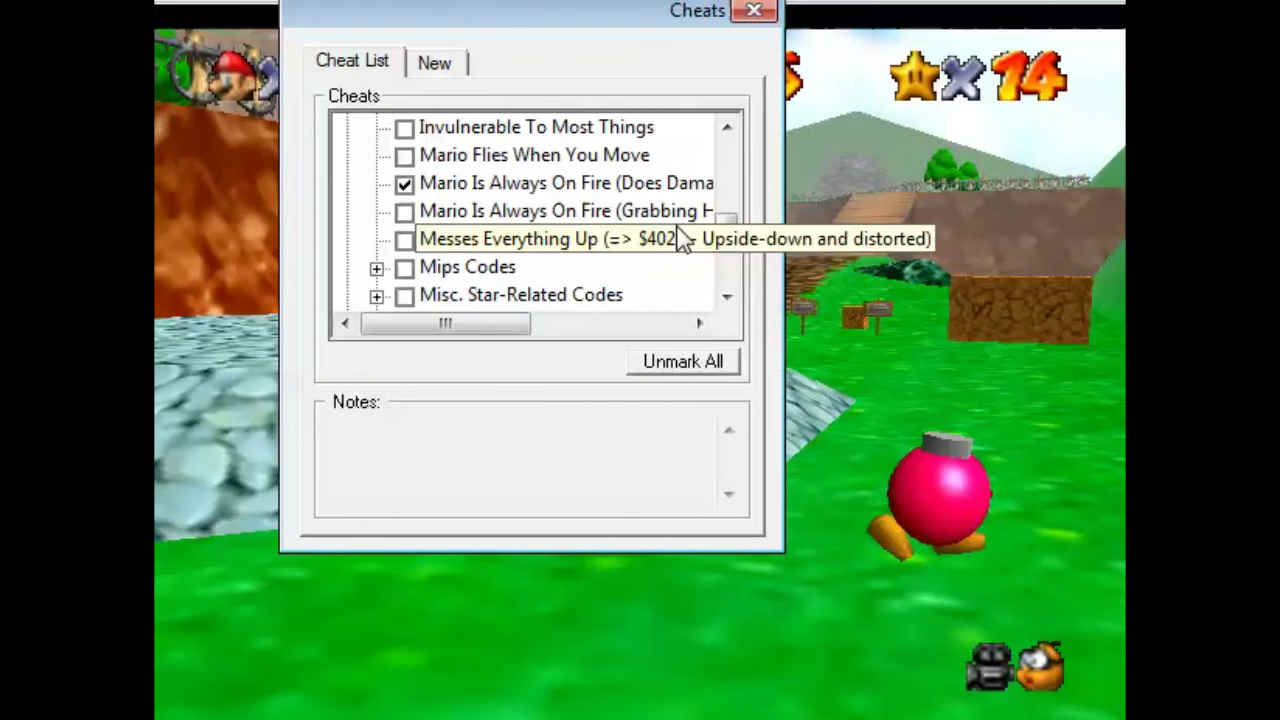 Cheats
Cheat List
New
Cheats
Invulnerable To Most Things
Mario Flies When You Move
Mario Is Always On Fire (Does Dama
Mario Is Always On Fire (Grabbing H
Messes Everything Up (=> $402 - Upside-down and distorted)
Mips Codes
Misc. Star-Related Codes
Unmark All
Notes:
14